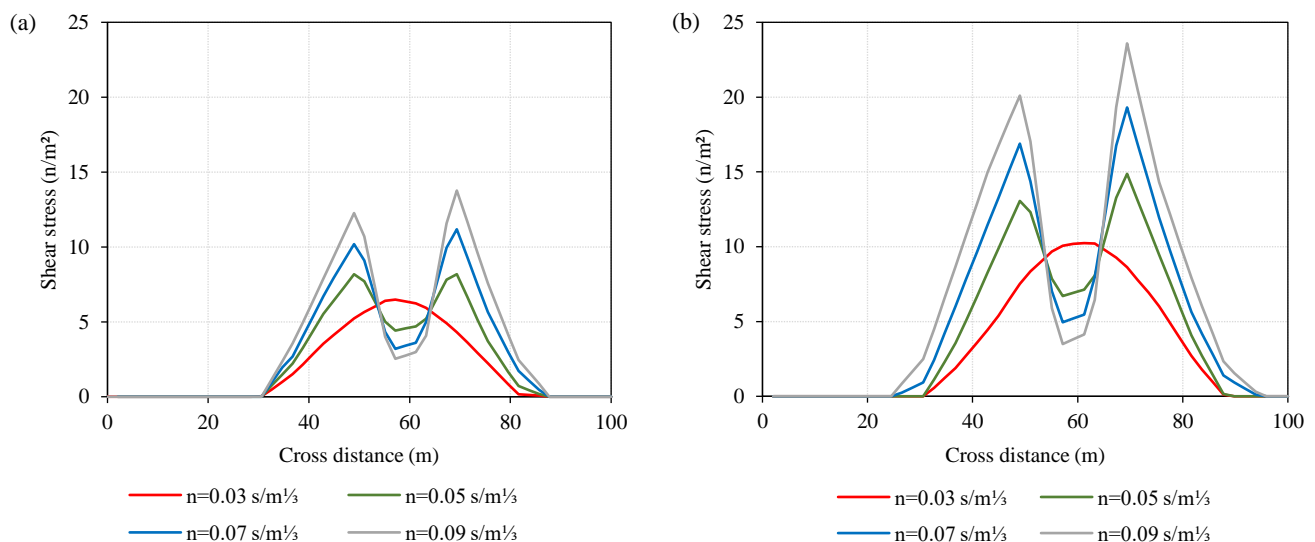 (a)
Shear stress (n/m²)
25
20
15
10
5
0
0 20 40 60 80 100
Cross distance (m)
n=0.03 s/m⅓ n=0.05 s/m⅓
n=0.07 s/m⅓ n=0.09 s/m⅓
(b)
Shear stress (n/m²)
25
20
15
10
5
0
0 20 40 60 80 100
Cross distance (m)
n=0.03 s/m⅓ n=0.05 s/m⅓
n=0.07 s/m⅓ n=0.09 s/m⅓